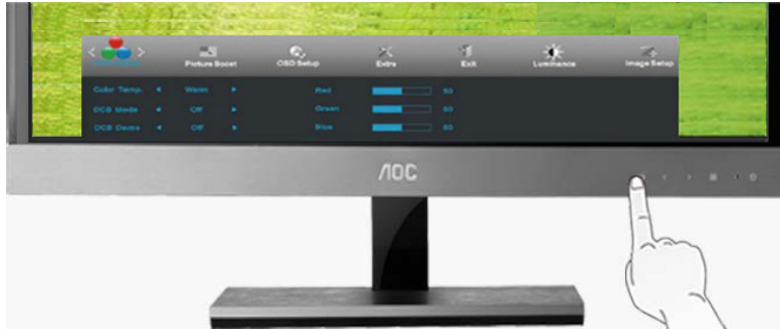 Picture Boost
OSD Setup
Extra
Exit
Luminance
Image Setup
Color Temp. Warm Red 50
DCB Mode Off Green 50
DCB Demo Off Blue 50
AOC